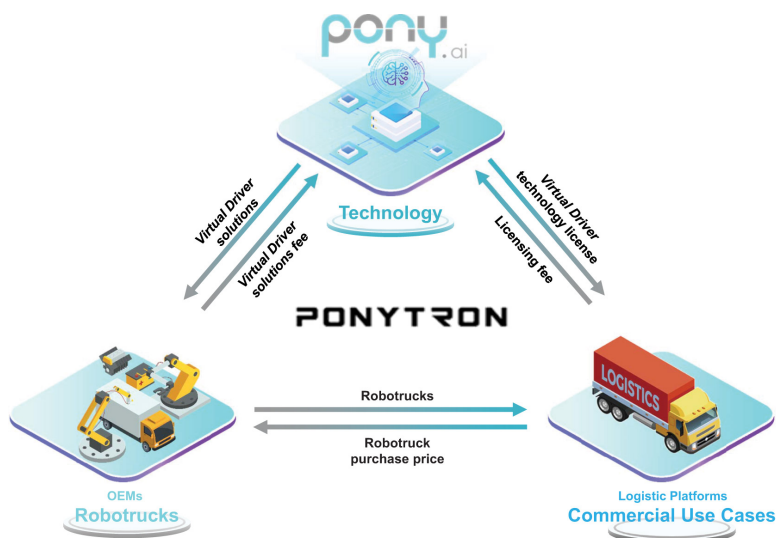 pony.ai
Technology
Virtual Driver
solutions
Virtual Driver
solutions fee
Virtual Driver
technology license
Licensing fee
PONYTRON
LOGISTICS
Robotrucks
Robotruck
purchase price
OEMs
Robotrucks
Logistic Platforms
Commercial Use Cases